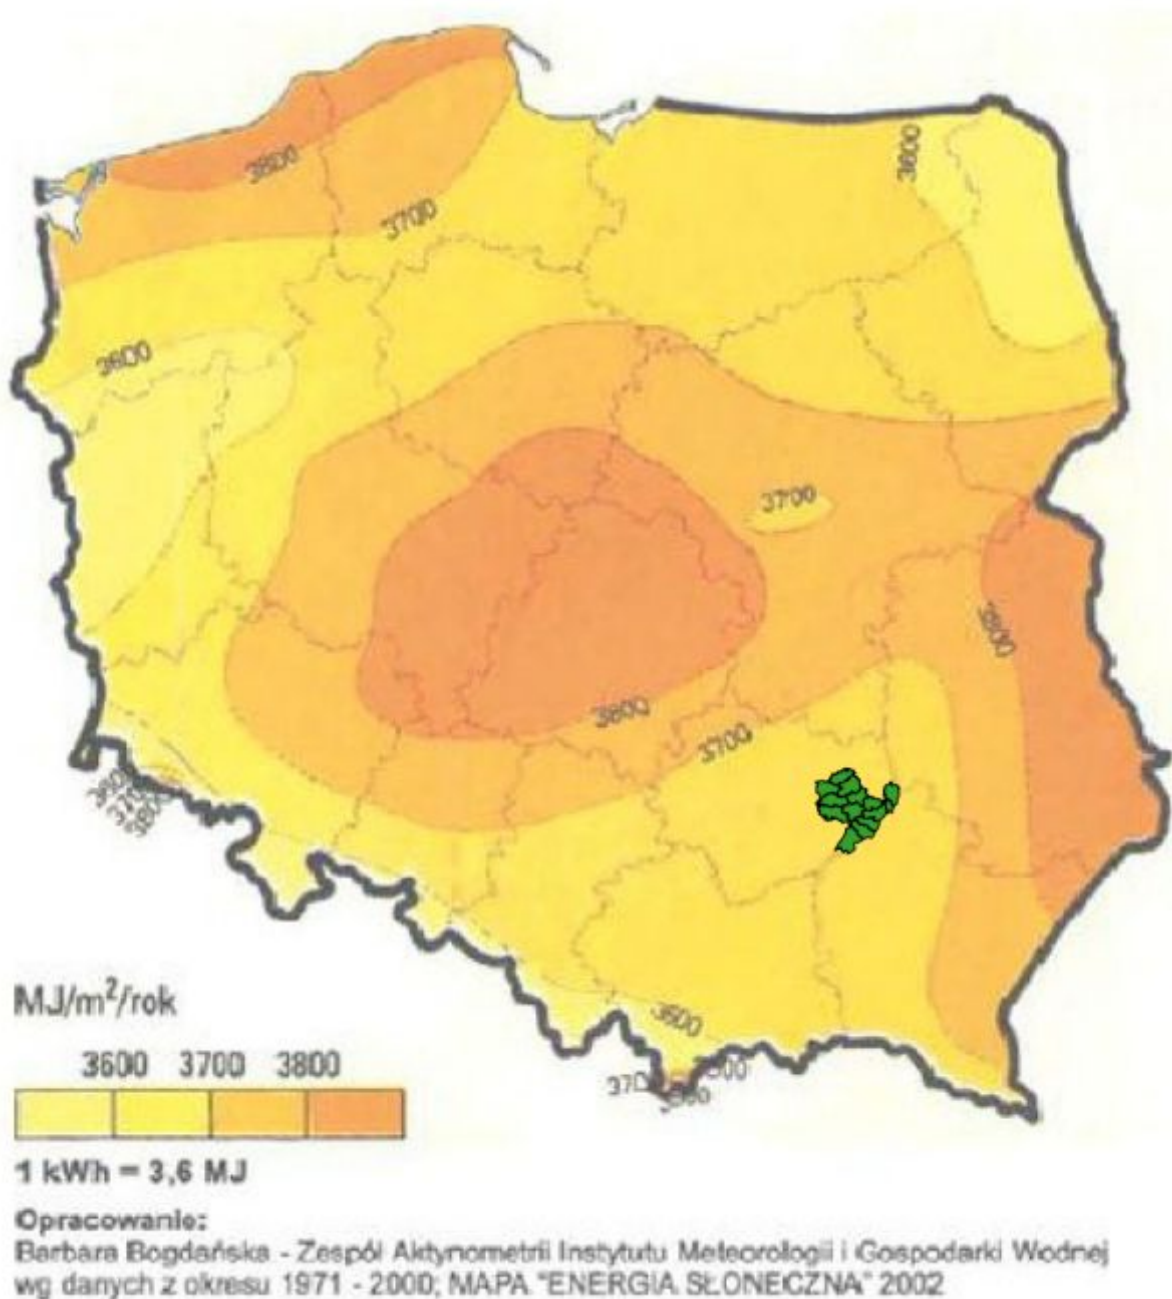 3800
3600
3700
3600
3700
3800
3800
3700
3600
3700
MJ/m²/rok
3600 3700 3800
1 kWh = 3,6 MJ
Opracowanie:
Barbara Bogdańska - Zespół Aktynometrii Instytutu Meteorologii i Gospodarki Wodnej
wg danych z okresu 1971 - 2000; MAPA "ENERGIA SŁONECZNA" 2002